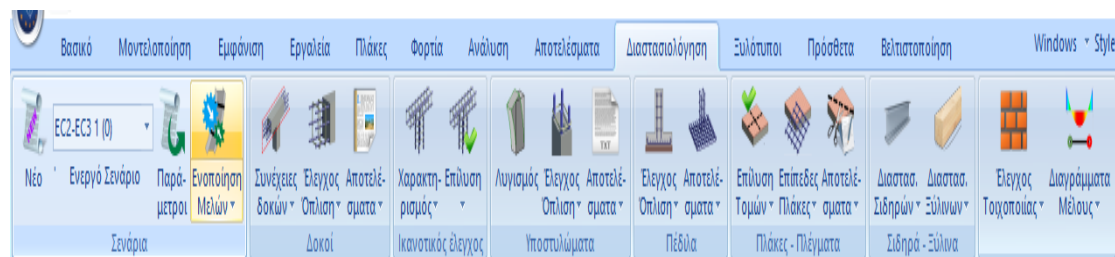 Βασικό Μοντελοποίηση Εμφάνιση Εργαλεία Πλάκες Φορτία Ανάλυση Αποτελέσματα Διαστασιολόγηση Ξυλότυποι Πρόσθετα Βελτιστοποίηση Windows Style
EC2-EC3 1 (0)
TXT
Νέο Ενεργό Σενάριο Παρά- Ενοποίηση Συνέχειες Έλεγχος Αποτελέ- Χαρακτη- Επίλυση Λυγισμός Έλεγχος Αποτελέ- Έλεγχος Αποτελέ- Επίλυση Επίπεδες Αποτελέ- Διαστασ. Διαστασ. Έλεγχος Διαγράμματα
μετροι Μελών δοκών Όπλιση σματα ρισμός Όπλιση σματα Όπλιση σματα Τομών Πλάκες σματα Σιδηρών Ξύλινων Τοιχοποιίας Μέλους
Σενάρια Δοκοί Ικανοτικός έλεγχος Υποστυλώματα Πέδιλα Πλάκες - Πλέγματα Σιδηρά - Ξύλινα